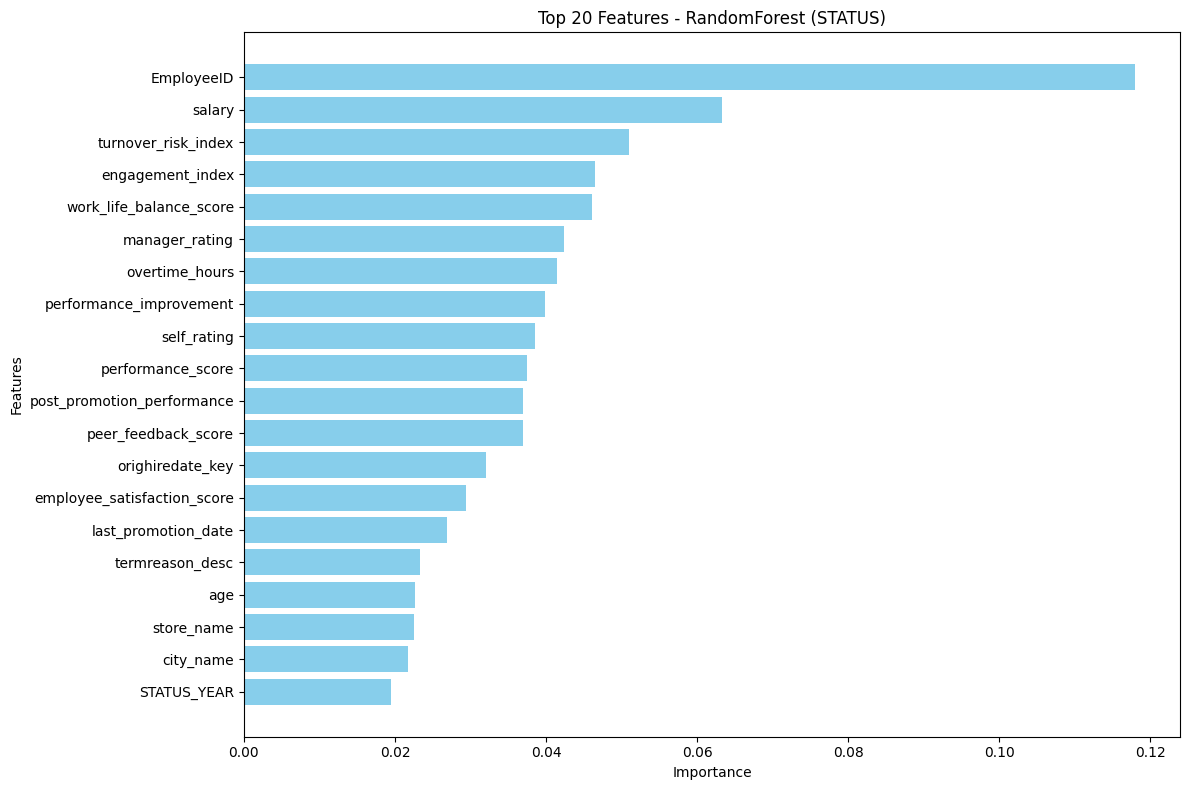 Top 20 Features - RandomForest (STATUS)
Features
EmployeeID
salary
turnover_risk_index
engagement_index
work_life_balance_score
manager_rating
overtime_hours
performance_improvement
self_rating
performance_score
post_promotion_performance
peer_feedback_score
orighiredate_key
employee_satisfaction_score
last_promotion_date
termreason_desc
age
store_name
city_name
STATUS_YEAR
0.00 0.02 0.04 0.06 0.08 0.10 0.12
Importance